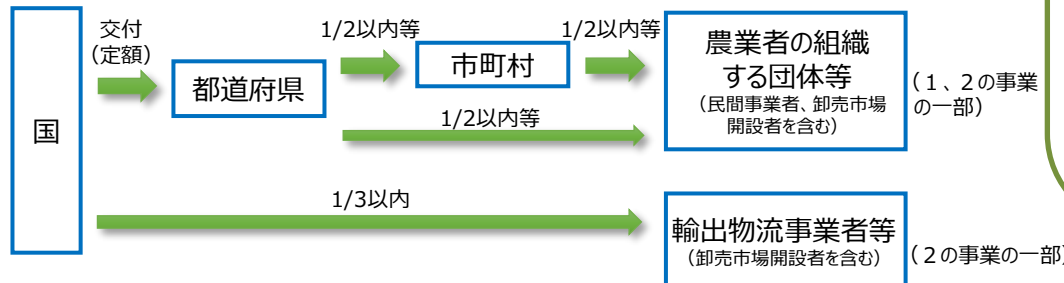 交付
（定額）
1/2以内等
1/2以内等
国
都道府県
市町村
農業者の組織
する団体等
（民間事業者、卸売市場
開設者を含む）
（１、２の事業
の一部）
1/2以内等
1/3以内
輸出物流事業者等
（卸売市場開設者を含む）
（２の事業の一部）